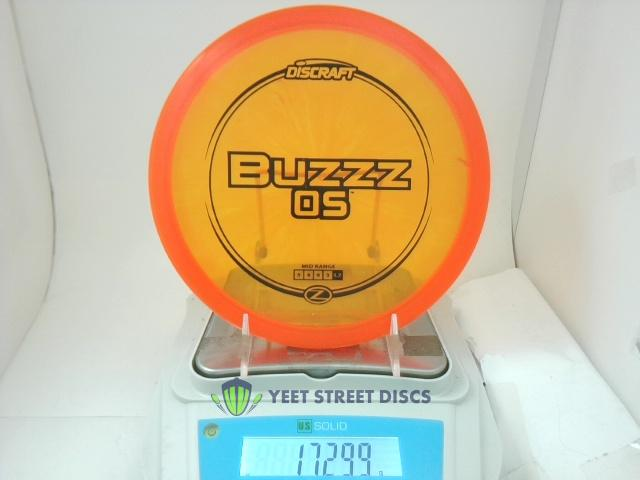 DISCRAFT
BUZZZ
OS
MID RANGE
Z
YEET STREET DISCS
US SOLID
172.99
g